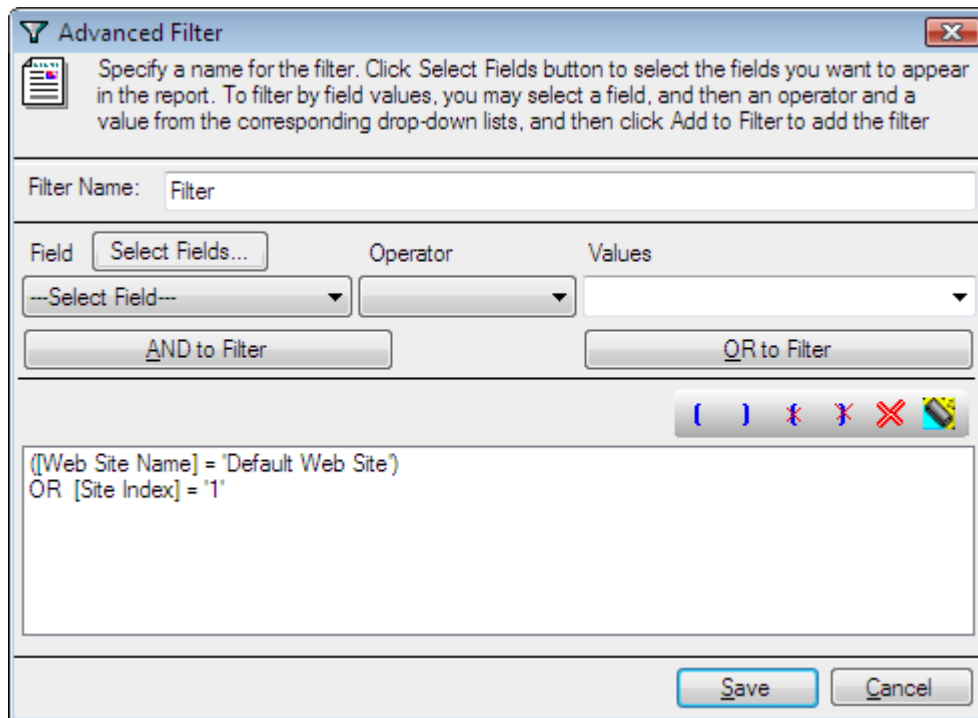 Advanced Filter
Specify a name for the filter. Click Select Fields button to select the fields you want to appear
in the report. To filter by field values, you may select a field, and then an operator and a
value from the corresponding drop-down lists, and then click Add to Filter to add the filter
Filter Name: Filter
Field Select Fields... Operator Values
---Select Field---
AND to Filter OR to Filter
( ) ( )
([Web Site Name] = 'Default Web Site')
OR  [Site Index] = '1'
Save Cancel